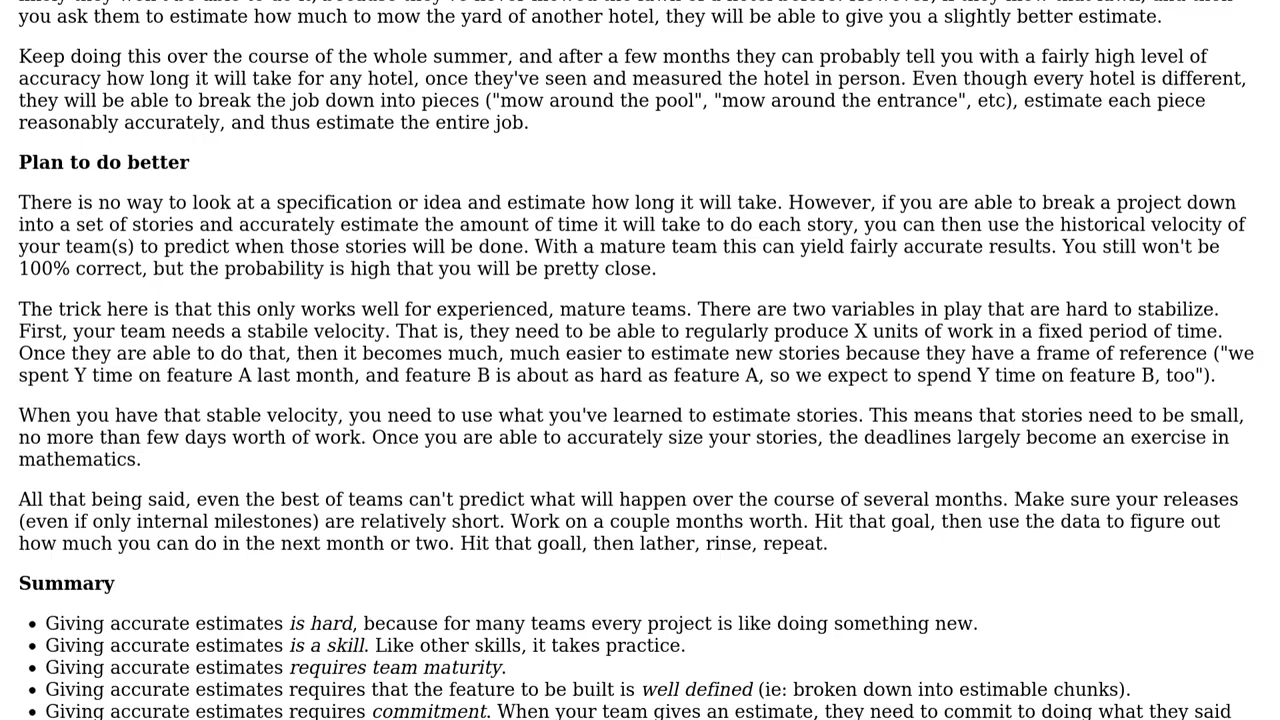 you ask them to estimate how much to mow the yard of another hotel, they will be able to give you a slightly better estimate.
Keep doing this over the course of the whole summer, and after a few months they can probably tell you with a fairly high level of
accuracy how long it will take for any hotel, once they've seen and measured the hotel in person. Even though every hotel is different,
they will be able to break the job down into pieces ("mow around the pool", "mow around the entrance", etc), estimate each piece
reasonably accurately, and thus estimate the entire job.
Plan to do better
There is no way to look at a specification or idea and estimate how long it will take. However, if you are able to break a project down
into a set of stories and accurately estimate the amount of time it will take to do each story, you can then use the historical velocity of
your team(s) to predict when those stories will be done. With a mature team this can yield fairly accurate results. You still won't be
100% correct, but the probability is high that you will be pretty close.
The trick here is that this only works well for experienced, mature teams. There are two variables in play that are hard to stabilize.
First, your team needs a stabile velocity. That is, they need to be able to regularly produce X units of work in a fixed period of time.
Once they are able to do that, then it becomes much, much easier to estimate new stories because they have a frame of reference ("we
spent Y time on feature A last month, and feature B is about as hard as feature A, so we expect to spend Y time on feature B, too").
When you have that stable velocity, you need to use what you've learned to estimate stories. This means that stories need to be small,
no more than few days worth of work. Once you are able to accurately size your stories, the deadlines largely become an exercise in
mathematics.
All that being said, even the best of teams can't predict what will happen over the course of several months. Make sure your releases
(even if only internal milestones) are relatively short. Work on a couple months worth. Hit that goal, then use the data to figure out
how much you can do in the next month or two. Hit that goall, then lather, rinse, repeat.
Summary
• Giving accurate estimates is hard, because for many teams every project is like doing something new.
• Giving accurate estimates is a skill. Like other skills, it takes practice.
• Giving accurate estimates requires team maturity.
• Giving accurate estimates requires that the feature to be built is well defined (ie: broken down into estimable chunks).
• Giving accurate estimates requires commitment. When your team gives an estimate, they need to commit to doing what they said